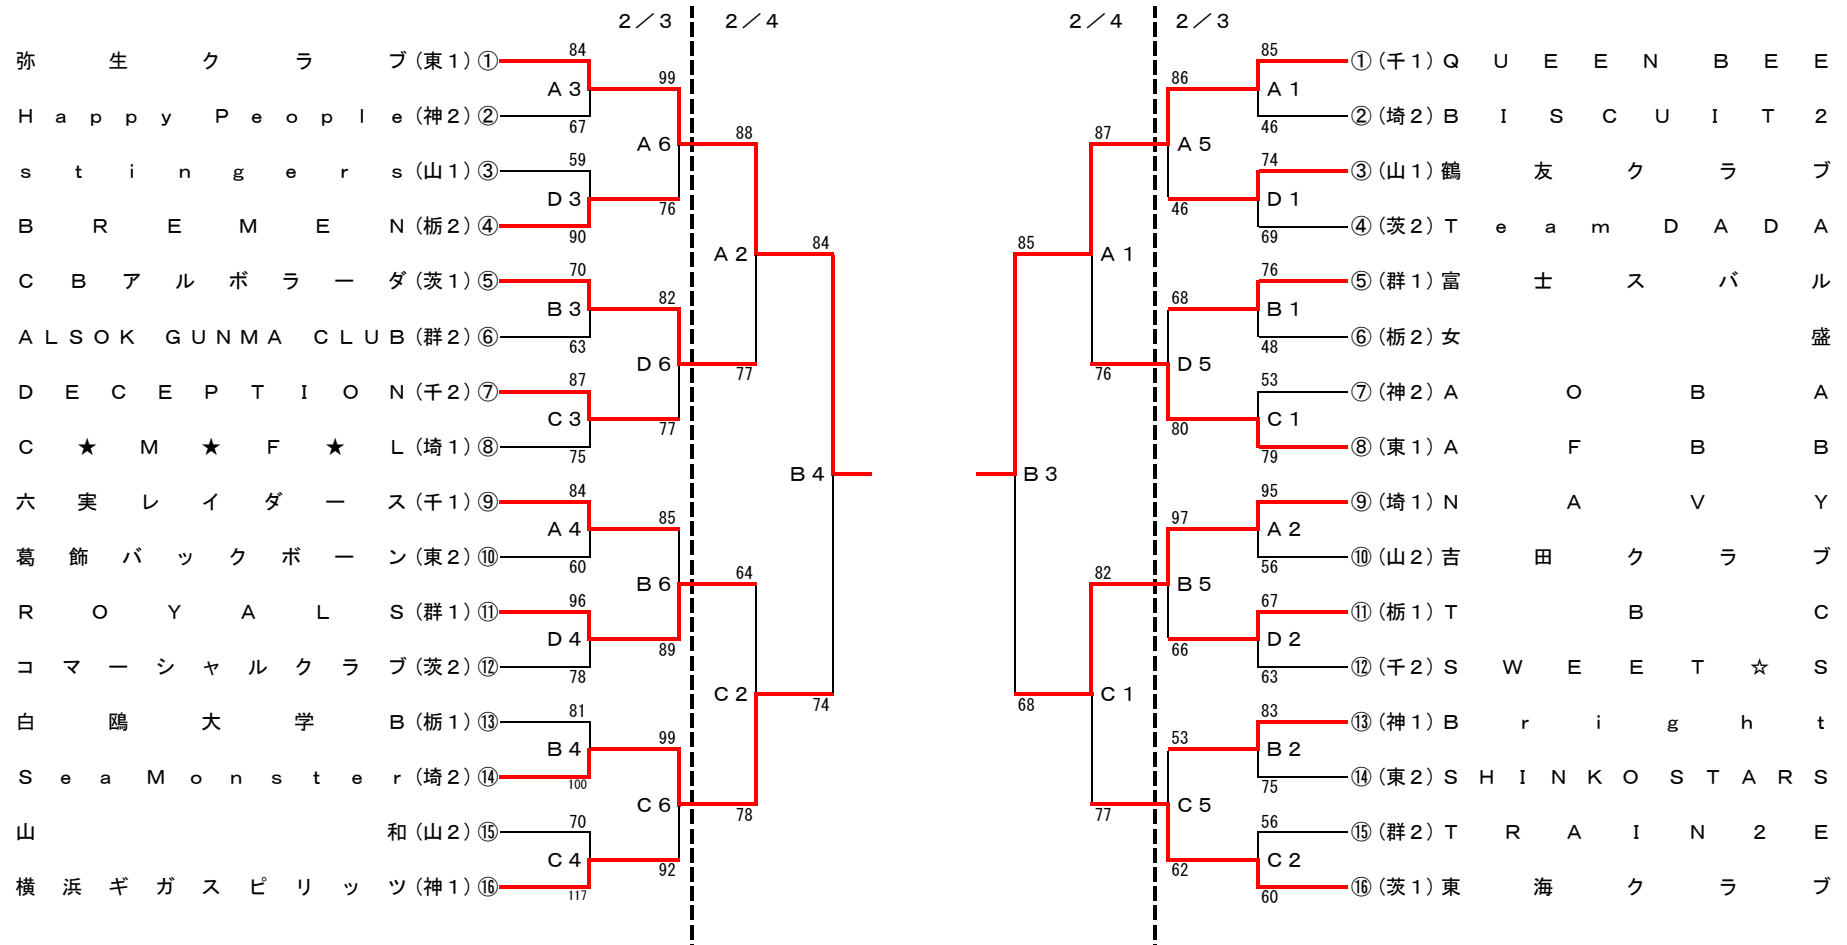 ２／３ ２／４ ２／４ ２／３
弥生クラブ(東１)① 84
A３ 99
Ｈａｐｐｙ Ｐｅｏｐｌｅ(神２)② 67
A６ 88
ｓｔｉｎｇｅｒｓ(山１)③ 59
D３ 76
ＢＲＥＭＥＮ(栃２)④ 90
A２ 84
ＣＢアルボラーダ(茨１)⑤ 70
B３ 82
ＡＬＳＯＫ ＧＵＮＭＡ ＣＬＵＢ(群２)⑥ 63
D６ 77
ＤＥＣＥＰＴＩＯＮ(千２)⑦ 87
C３ 77
Ｃ★Ｍ★Ｆ★Ｌ(埼１)⑧ 75
B４
六実レイダース(千１)⑨ 84
A４ 85
葛飾バックボーン(東２)⑩ 60
B６ 64
ＲＯＹＡＬＳ(群１)⑪ 96
D４ 89
コマーシャルクラブ(茨２)⑫ 78
C２ 74
白鴎大学Ｂ(栃１)⑬ 81
B４ 99
ＳｅａＭｏｎｓｔｅｒ(埼２)⑭ 100
C６ 78
山和(山２)⑮ 70
C４ 92
横浜ギガスピリッツ(神１)⑯ 117
85 ①(千１)ＱＵＥＥＮ ＢＥＥ
86 A１
46 ②(埼２)ＢＩＳＣＵＩＴ２
87 A５
74 ③(山１)鶴友クラブ
46 D１
69 ④(茨２)Ｔｅａｍ ＤＡＤＡ
85 A１
76 ⑤(群１)富士スバル
68 B１
48 ⑥(栃２)女盛
76 D５
53 ⑦(神２)ＡＯＢＡ
80 C１
79 ⑧(東１)ＡＦＢＢ
B３
95 ⑨(埼１)ＮＡＶＹ
97 A２
56 ⑩(山２)吉田クラブ
82 B５
67 ⑪(栃１)ＴＢＣ
66 D２
63 ⑫(千２)ＳＷＥＥＴ☆Ｓ
68 C１
83 ⑬(神１)Ｂｒｉｇｈｔ
53 B２
75 ⑭(東２)ＳＨＩＮＫＯＳＴＡＲＳ
77 C５
56 ⑮(群２)ＴＲＡＩＮ２Ｅ
62 C２
60 ⑯(茨１)東海クラブ